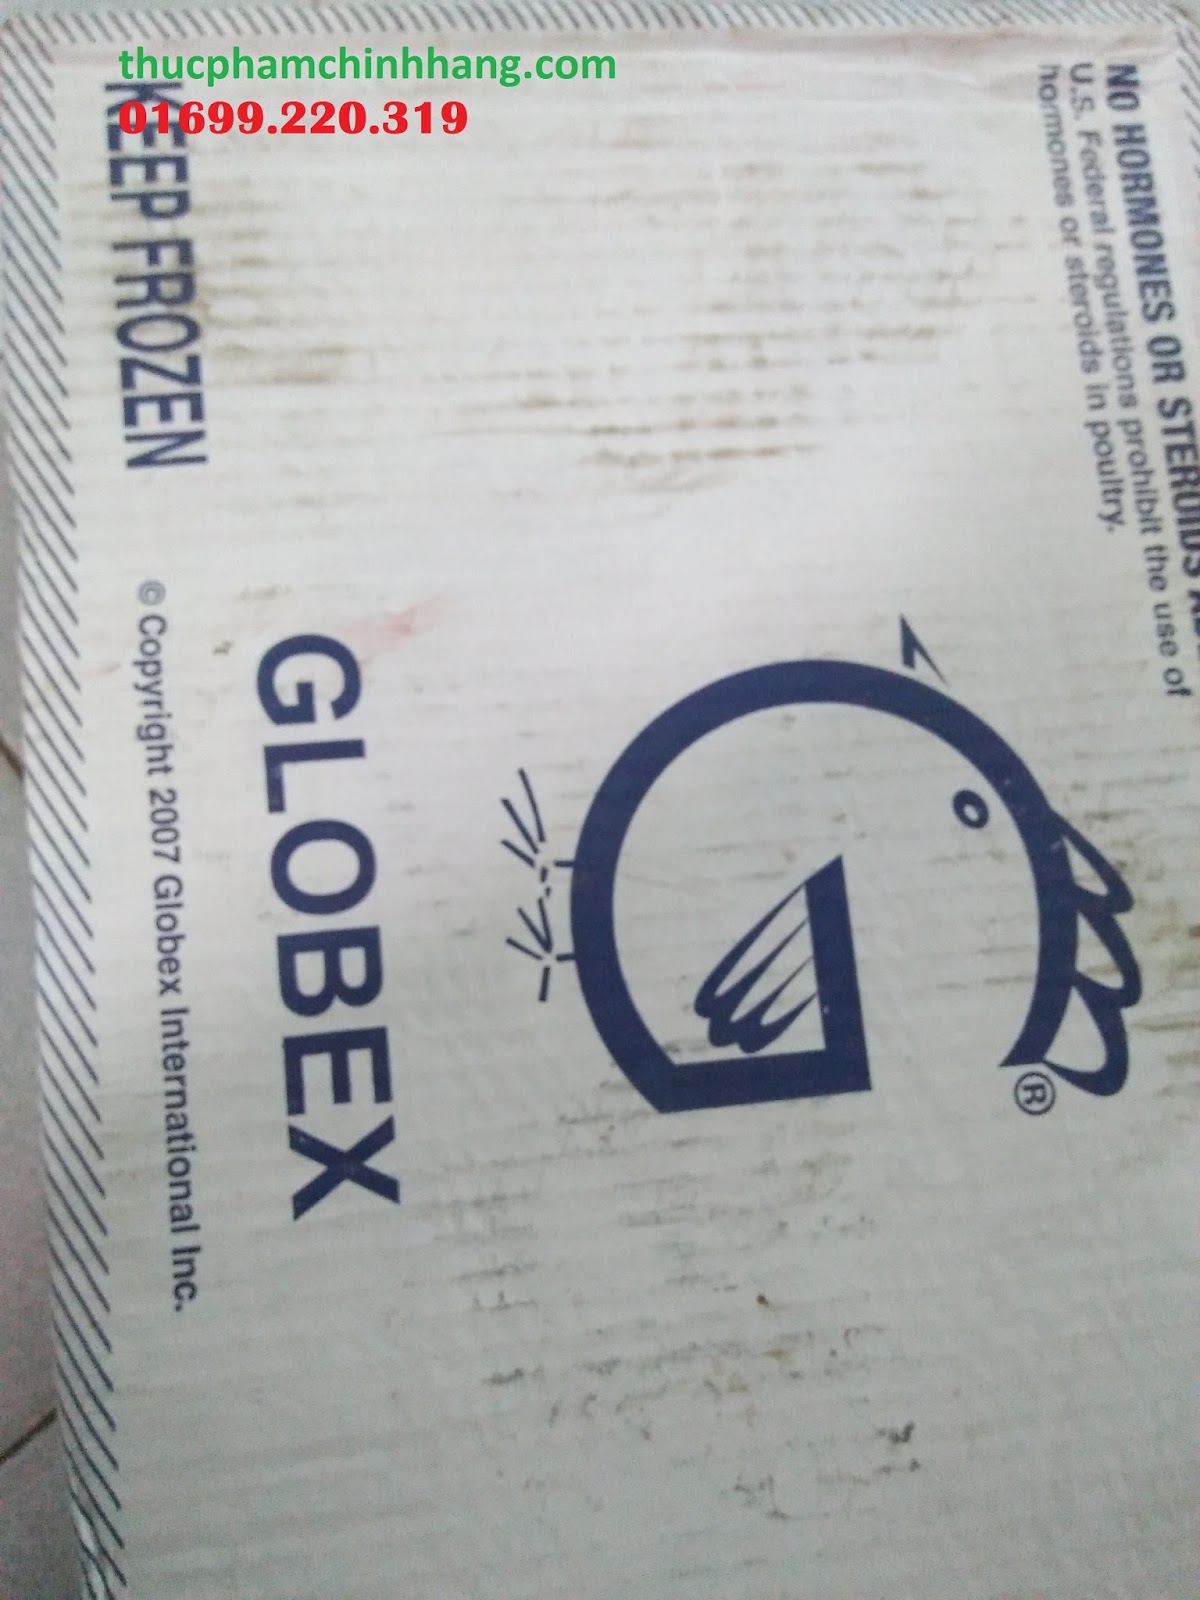 thucphamchinhhang.com
01699.220.319
NO HORMONES OR STEROIDS
U.S. Federal regulations prohibit the use of
hormones or steroids in poultry.
®
GLOBEX
KEEP FROZEN
© Copyright 2007 Globex International Inc.